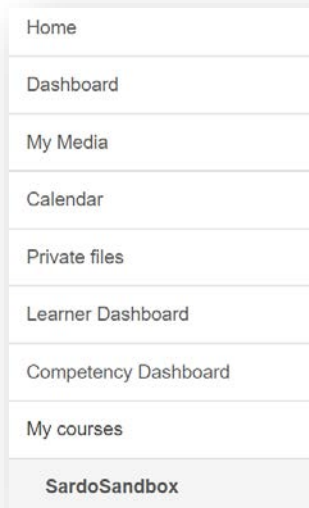 Home
Dashboard
My Media
Calendar
Private files
Learner Dashboard
Competency Dashboard
My courses
SardoSandbox